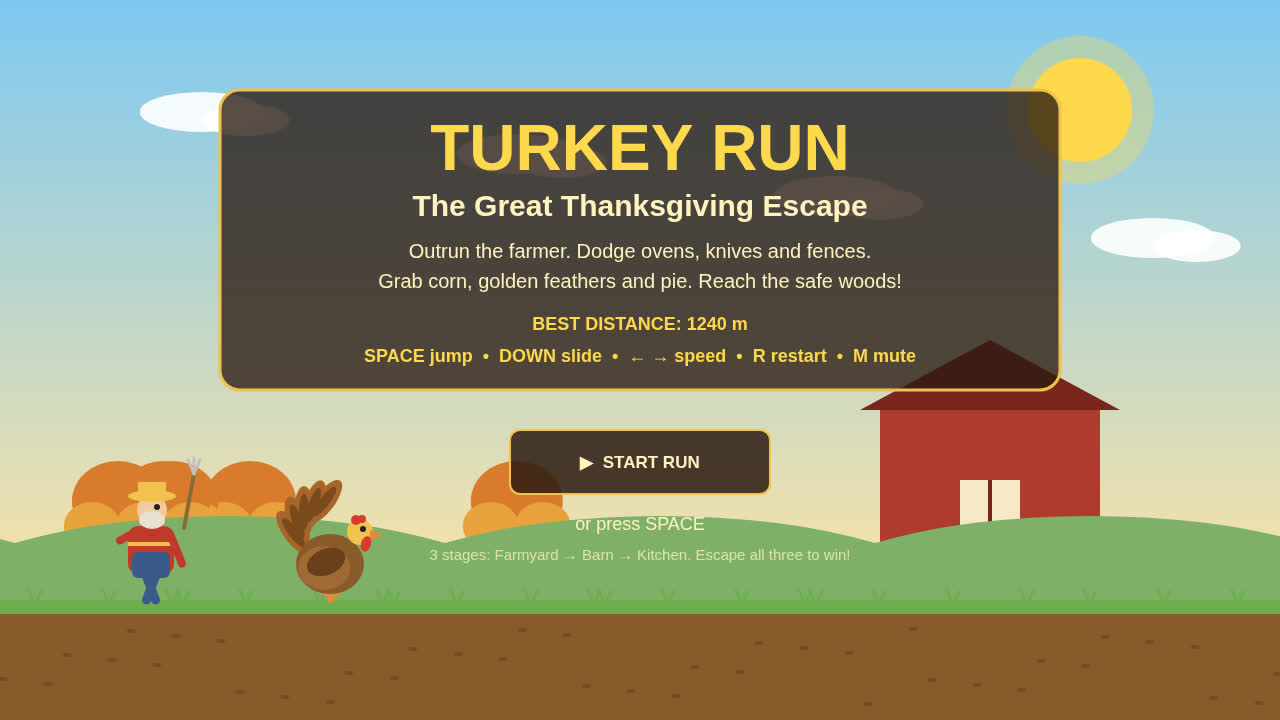 TURKEY RUN
The Great Thanksgiving Escape
Outrun the farmer. Dodge ovens, knives and fences.
Grab corn, golden feathers and pie. Reach the safe woods!
BEST DISTANCE: 1240 m
SPACE jump • DOWN slide • ← → speed • R restart • M mute
▶ START RUN
or press SPACE
3 stages: Farmyard → Barn → Kitchen. Escape all three to win!